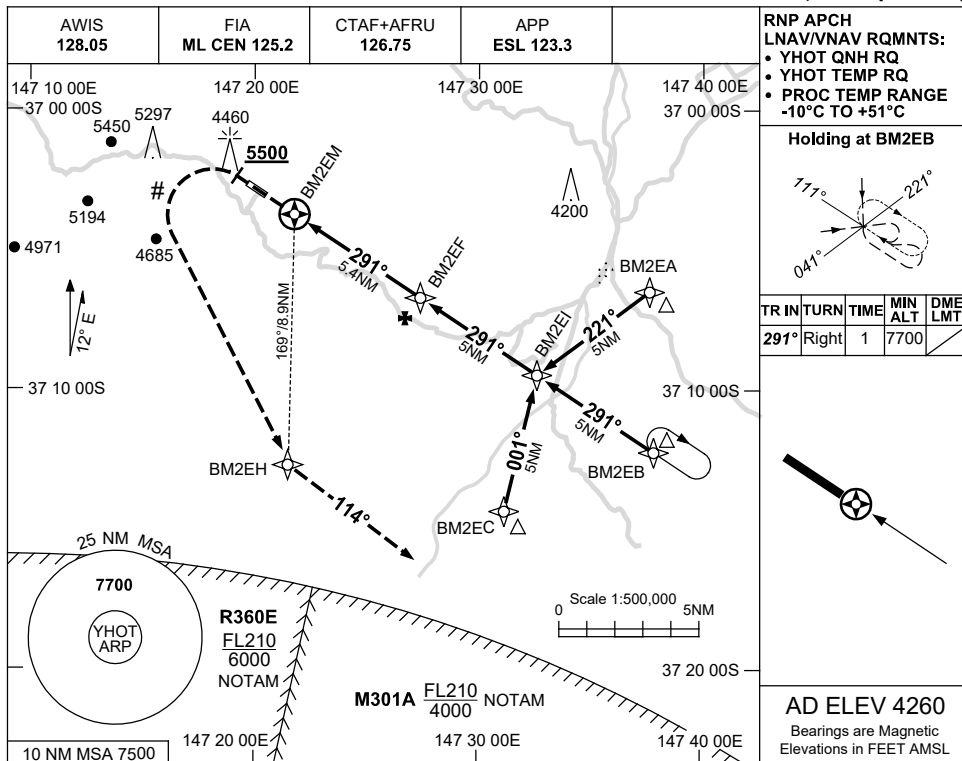 AWIS
128.05
FIA
ML CEN 125.2
CTAF+AFRU
126.75
APP
ESL 123.3
RNP APCH
LNAV/VNAV RQMNTS:
• YHOT QNH RQ
• YHOT TEMP RQ
• PROC TEMP RANGE
-10°C TO +51°C
147 10 00E
147 20 00E
147 30 00E
147 40 00E
37 00 00S
37 00 00S
5450
5297
4460
5500
BM2EM
#
5194
4971
4685
4200
291°
5.4NM
BM2EF
BM2EA
12° E
169°/8.9NM
291°
5NM
BM2EI
221°
5NM
37 10 00S
37 10 00S
291°
5NM
001°
5NM
BM2EB
BM2EH
114°
BM2EC
Holding at BM2EB
111°
221°
041°
TR IN
TURN
TIME
MIN ALT
DME LMT
291°
Right
1
7700
25 NM MSA
7700
YHOT
ARP
R360E
FL210
6000
NOTAM
Scale 1:500,000
0
5NM
M301A
FL210
4000
NOTAM
37 20 00S
10 NM MSA 7500
147 20 00E
147 30 00E
147 40 00E
AD ELEV 4260
Bearings are Magnetic
Elevations in FEET AMSL